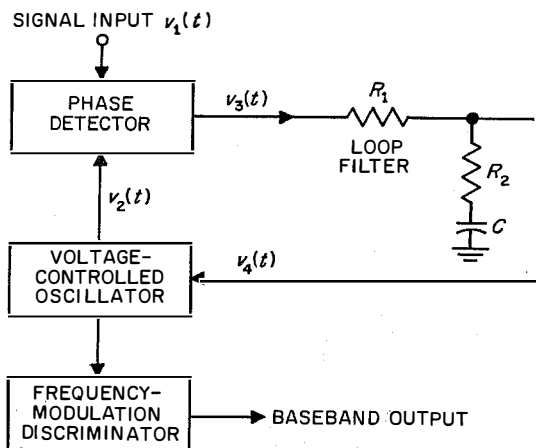 SIGNAL INPUT v₁(t)
PHASE
DETECTOR
v₃(t)
R₁
LOOP
FILTER
R₂
C
v₂(t)
VOLTAGE-
CONTROLLED
OSCILLATOR
v₄(t)
FREQUENCY-
MODULATION
DISCRIMINATOR
BASEBAND OUTPUT